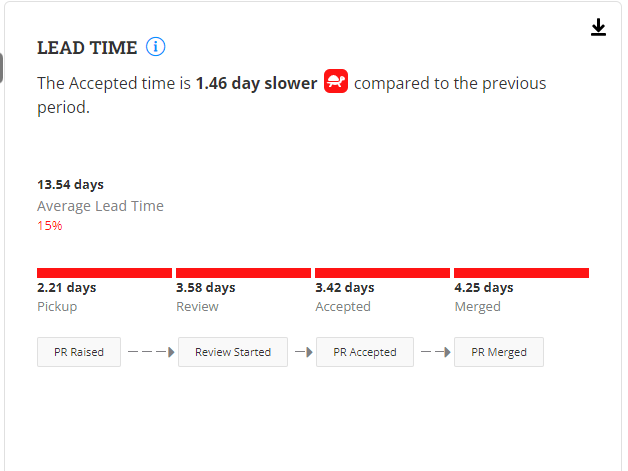 LEAD TIME
The Accepted time is 1.46 day slower compared to the previous
period.
13.54 days
Average Lead Time
15%
2.21 days 3.58 days 3.42 days 4.25 days
Pickup Review Accepted Merged
PR Raised Review Started PR Accepted PR Merged